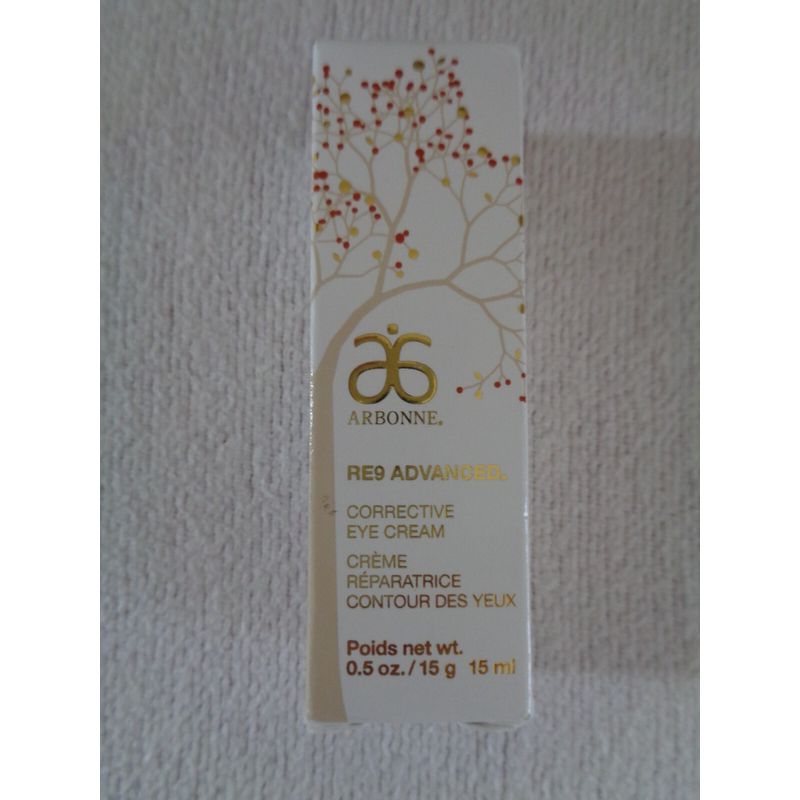 ARBONNE®
RE9 ADVANCED®
CORRECTIVE
EYE CREAM
CRÈME
RÉPARATRICE
CONTOUR DES YEUX
Poids net wt.
0.5 oz. / 15 g 15 ml